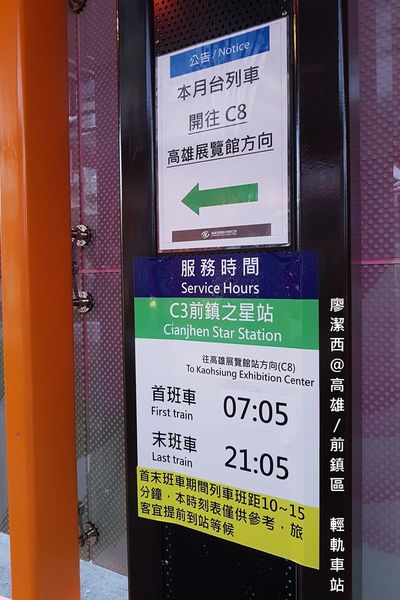 公告 / Notice
本月台列車
開往 C8
高雄展覽館方向
服務時間
Service Hours
C3前鎮之星站
Cianjhen Star Station
往高雄展覽館站方向(C8)
To Kaohsiung Exhibition Center
首班車 07:05
First train
末班車 21:05
Last train
首末班車期間列車班距10~15
分鐘，本時刻表僅供參考，旅
客宜提前到站等候
廖潔西@高雄/前鎮區 輕軌車站